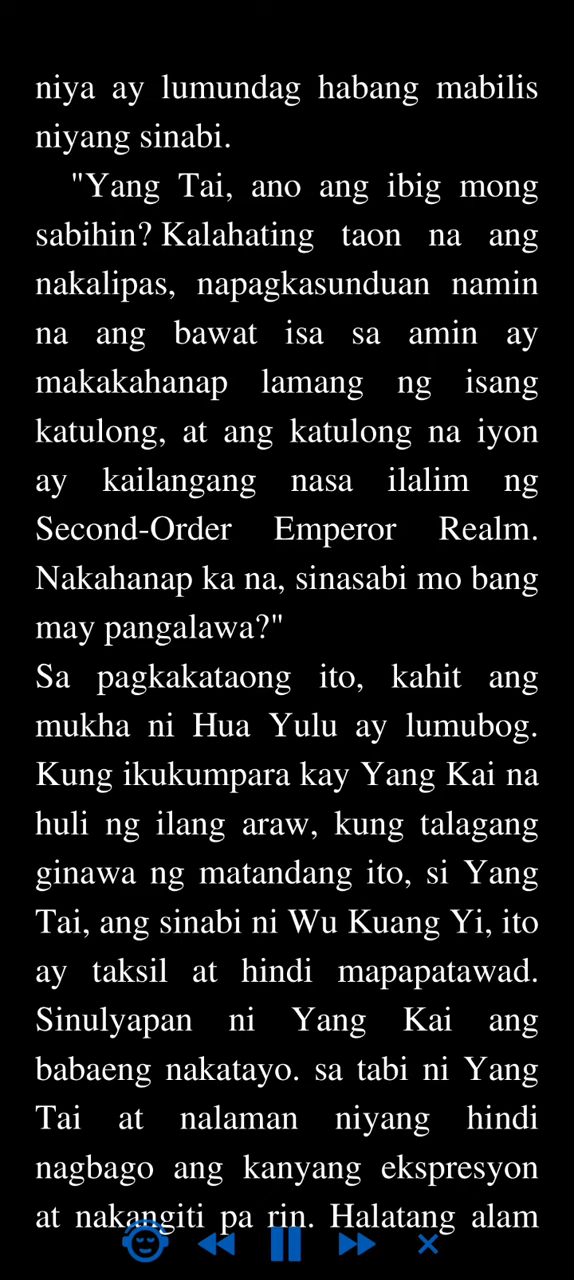 niya ay lumundag habang mabilis
niyang sinabi.
"Yang Tai, ano ang ibig mong
sabihin? Kalahating taon na ang
nakalipas, napagkasunduan namin
na ang bawat isa sa amin ay
makakahanap lamang ng isang
katulong, at ang katulong na iyon
ay kailangang nasa ilalim ng
Second-Order Emperor Realm.
Nakahanap ka na, sinasabi mo bang
may pangalawa?"
Sa pagkakataong ito, kahit ang
mukha ni Hua Yulu ay lumubog.
Kung ikukumpara kay Yang Kai na
huli ng ilang araw, kung talagang
ginawa ng matandang ito, si Yang
Tai, ang sinabi ni Wu Kuang Yi, ito
ay taksil at hindi mapapatawad.
Sinulyapan ni Yang Kai ang
babaeng nakatayo. sa tabi ni Yang
Tai at nalaman niyang hindi
nagbago ang kanyang ekspresyon
at nakangiti pa rin. Halatang alam